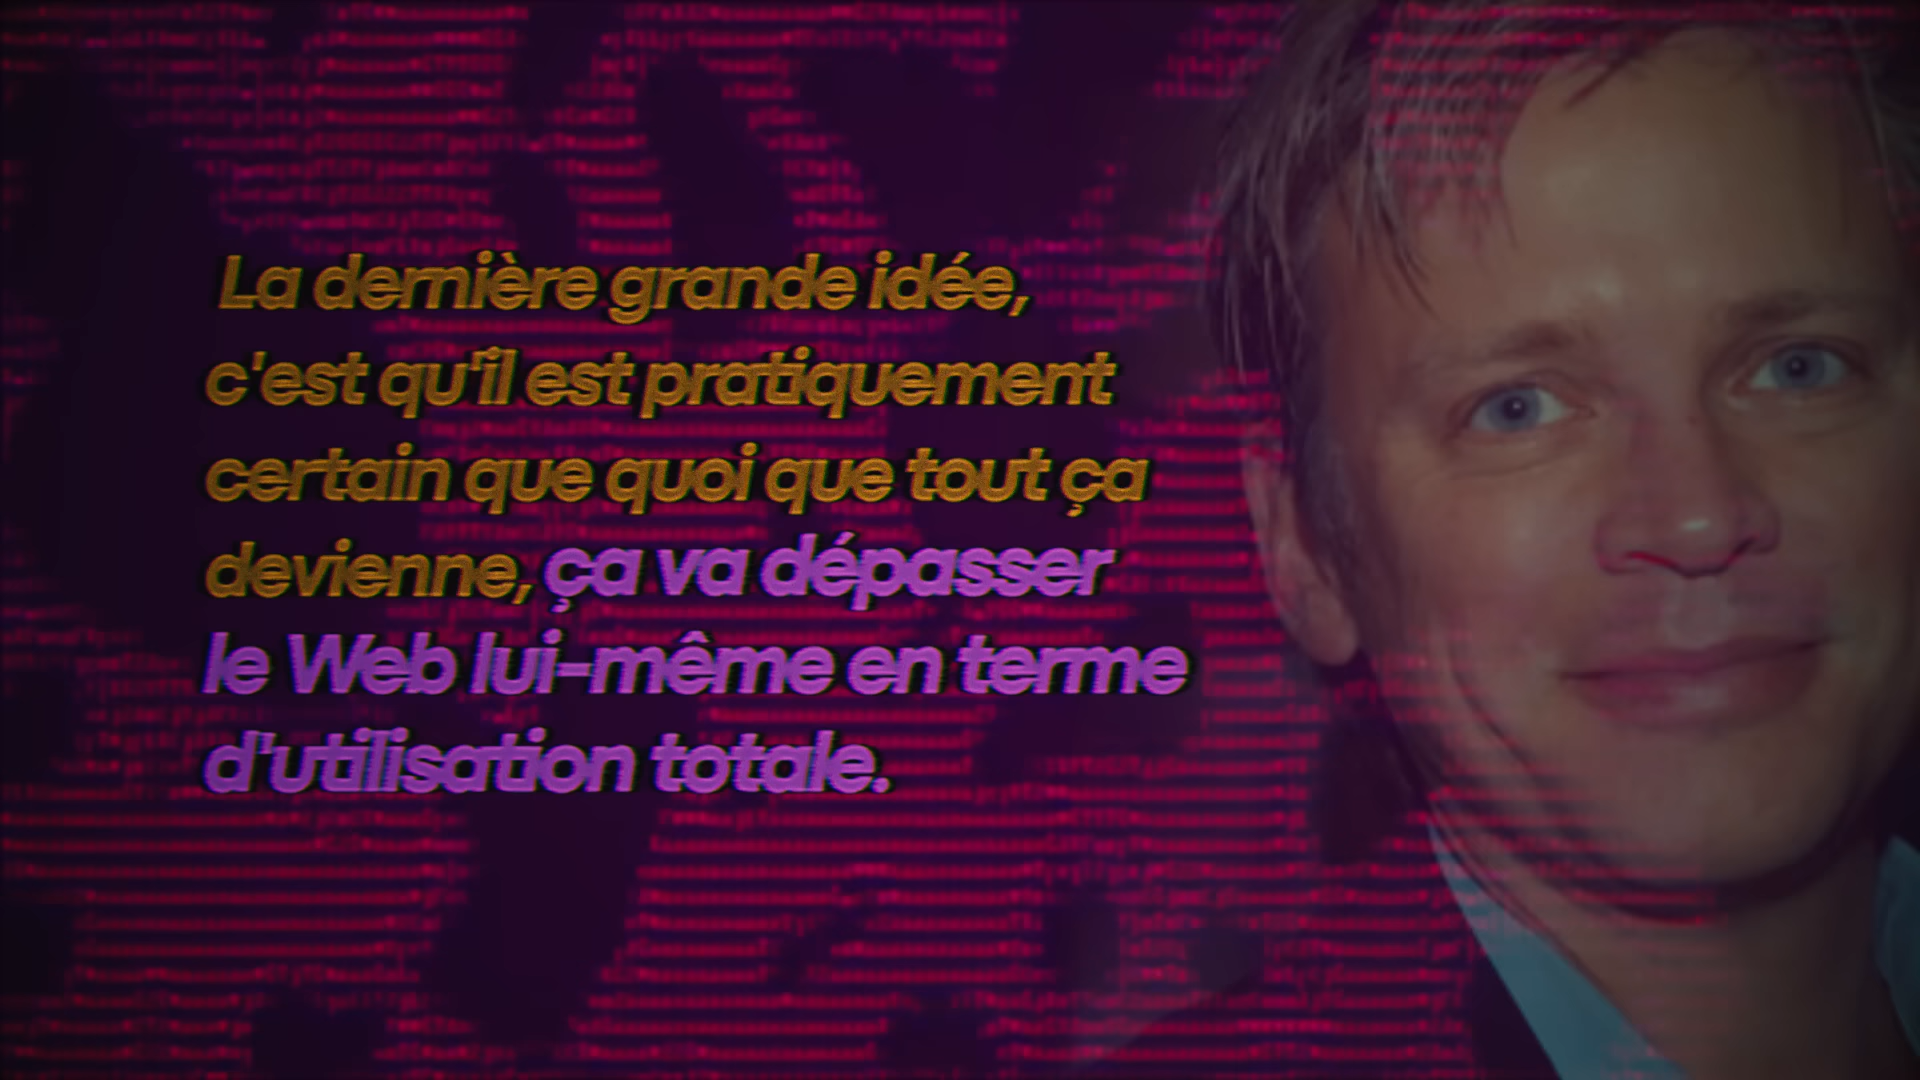 La dernière grande idée,
c'est qu'il est pratiquement
certain que quoi que tout ça
devienne, ça va dépasser
le Web lui-même en terme
d'utilisation totale.